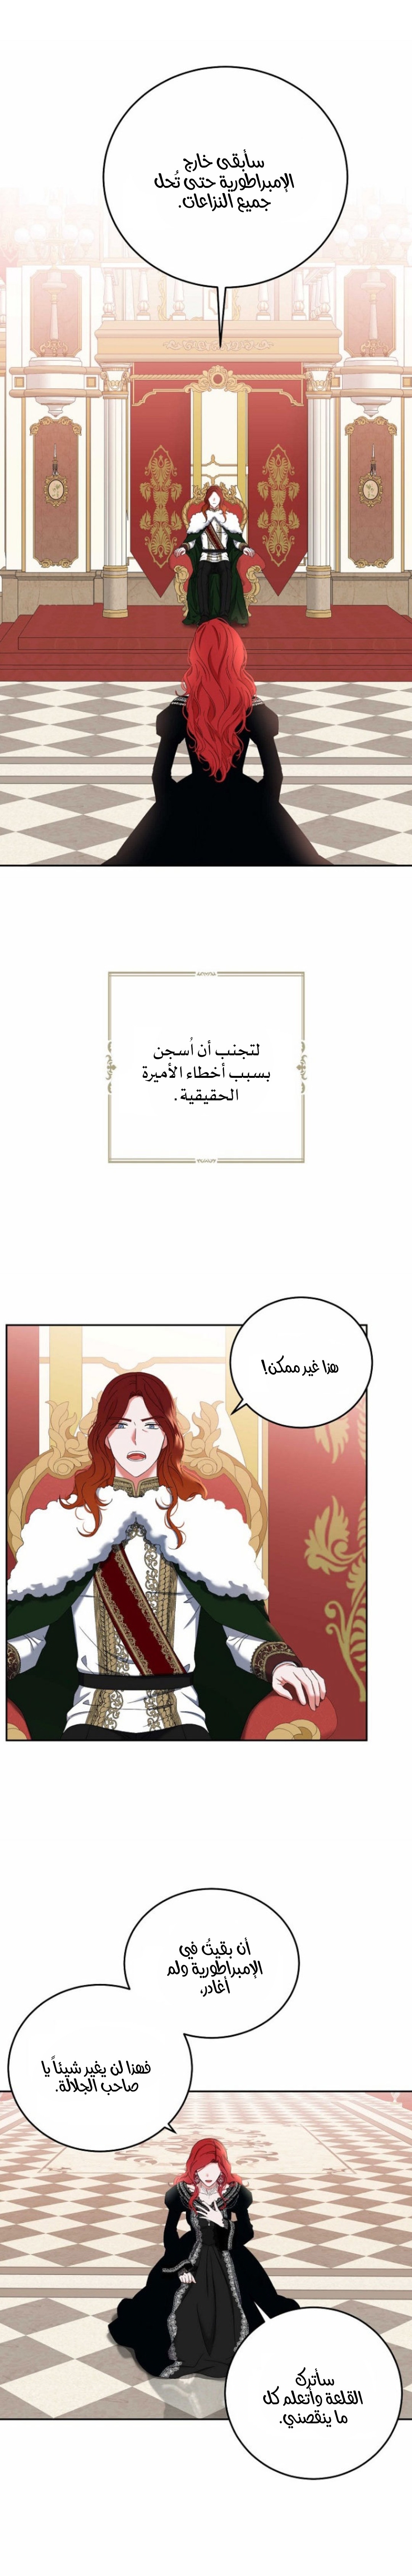 سأبقى خارج
الإمبراطورية حتى تُحل
جميع النزاعات.
لتجنب أن اُسجن
بسبب أخطاء الأميرة
الحقيقية.
هذا غير ممكن!
أن بقيتُ في
الإمبراطورية ولم
أغادر،
فهذا لن يغير شيئاً يا
صاحب الجلالة.
سأترك
القلعة وأتعلم كل
ما ينقصني.